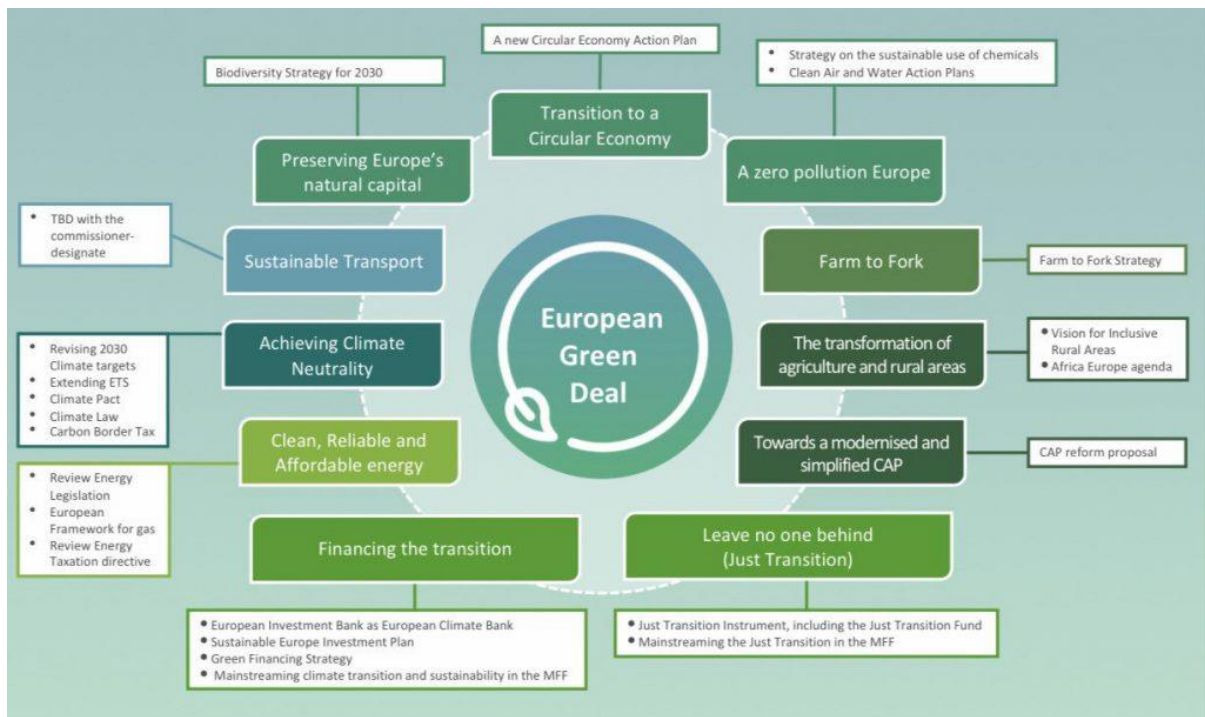 A new Circular Economy Action Plan
Transition to a
Circular Economy
Biodiversity Strategy for 2030
Preserving Europe's
natural capital
• Strategy on the sustainable use of chemicals
• Clean Air and Water Action Plans
A zero pollution Europe
• TBD with the
commissioner-
designate
Sustainable Transport
Farm to Fork
Farm to Fork Strategy
European
Green
Deal
• Revising 2030
Climate targets
• Extending ETS
• Climate Pact
• Climate Law
• Carbon Border Tax
Achieving Climate
Neutrality
The transformation of
agriculture and rural areas
• Vision for Inclusive
Rural Areas
• Africa Europe agenda
• Review Energy
Legislation
• European
Framework for gas
• Review Energy
Taxation directive
Clean, Reliable and
Affordable energy
Towards a modernised and
simplified CAP
CAP reform proposal
Financing the transition
• European Investment Bank as European Climate Bank
• Sustainable Europe Investment Plan
• Green Financing Strategy
• Mainstreaming climate transition and sustainability in the MFF
Leave no one behind
(Just Transition)
• Just Transition Instrument, including the Just Transition Fund
• Mainstreaming the Just Transition in the MFF